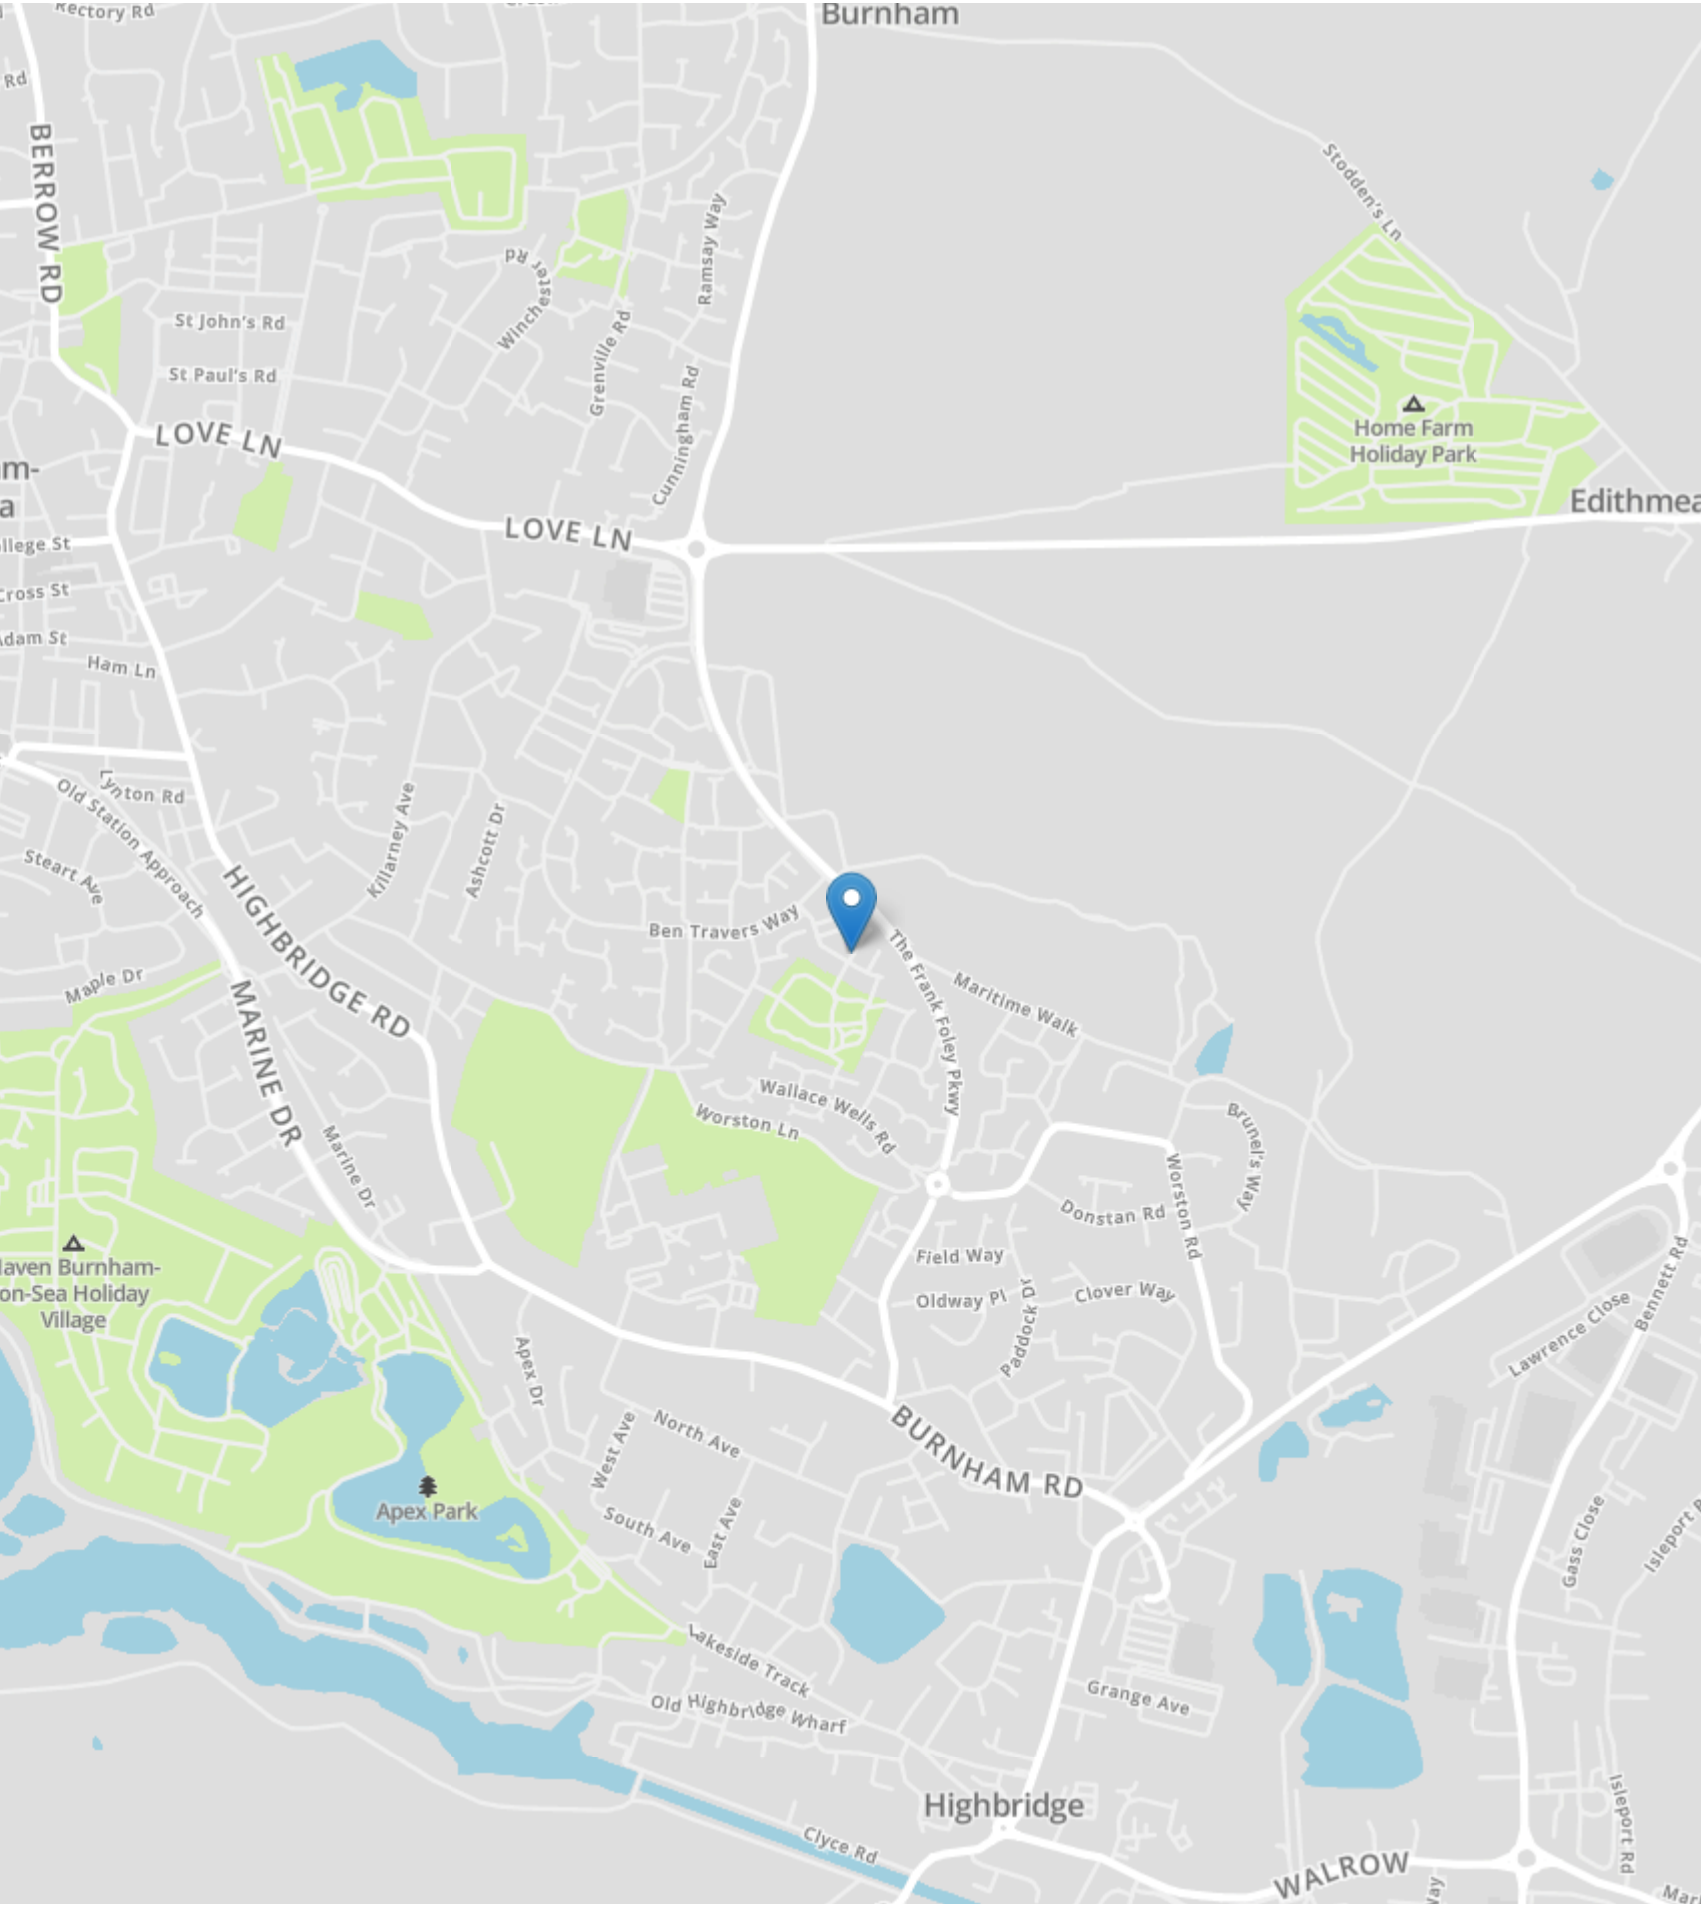 Rectory Rd
Burnham
Rd
BERROW RD
Stodden's Ln
Ramsay Way
Winchester Rd
St John's Rd
Grenville Rd
St Paul's Rd
Cunningham Rd
Home Farm
Holiday Park
LOVE LN
am-
a
Edithmea
LOVE LN
llege St
Cross St
Adam St
Ham Ln
Lynton Rd
Old Station Approach
Killarney Ave
Ashcott Dr
Steart Ave
HIGHBRIDGE RD
Ben Travers Way
The Frank Foley Pkwy
Maple Dr
Maritime Walk
MARINE DR
Wallace Wells Rd
Worston Ln
Brunel's Way
Marine Dr
Worston Rd
Donstan Rd
Field Way
Bennett Rd
Haven Burnham-
on-Sea Holiday
Village
Oldway Pl
Paddock Dr
Clover Way
Lawrence Close
Apex Dr
North Ave
West Ave
BURNHAM RD
Apex Park
South Ave
East Ave
Gass Close
Isleport R
Lakeside Track
Old Highbridge Wharf
Grange Ave
Highbridge
Isleport Rd
Clyce Rd
WALROW
Way
Mar